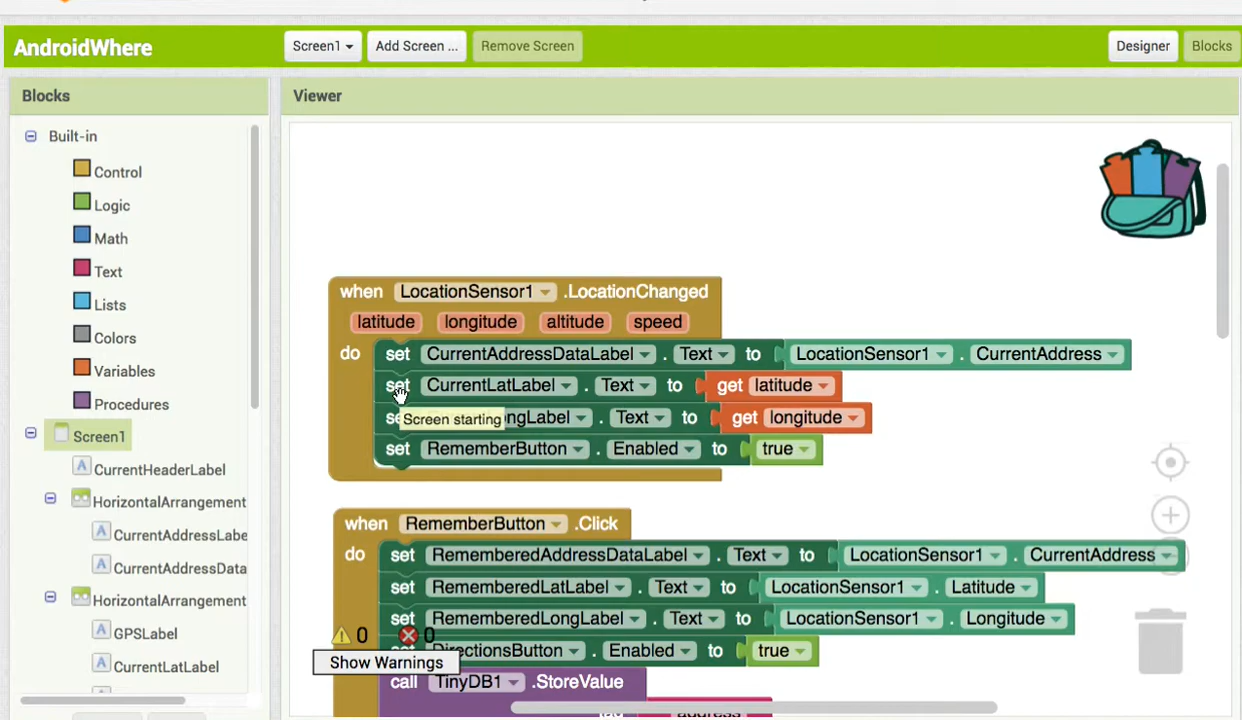 AndroidWhere Screen1 Add Screen ... Remove Screen Designer Blocks
Blocks
Built-in
Control
Logic
Math
Text
Lists
Colors
Variables
Procedures
Screen1
CurrentHeaderLabel
HorizontalArrangement
CurrentAddressLabe
CurrentAddressData
HorizontalArrangement
GPSLabel
CurrentLatLabel
Viewer
when LocationSensor1 .LocationChanged
latitude longitude altitude speed
do set CurrentAddressDataLabel . Text to LocationSensor1 . CurrentAddress
set CurrentLatLabel . Text to get latitude
ngLabel . Text to get longitude
Screen starting
set RememberButton . Enabled to true
when RememberButton .Click
do set RememberedAddressDataLabel . Text to LocationSensor1 . CurrentAddress
set RememberedLatLabel . Text to LocationSensor1 . Latitude
set RememberedLongLabel . Text to LocationSensor1 . Longitude
0 0
set DirectionsButton . Enabled to true
Show Warnings
call TinyDB1 .StoreValue
tag address